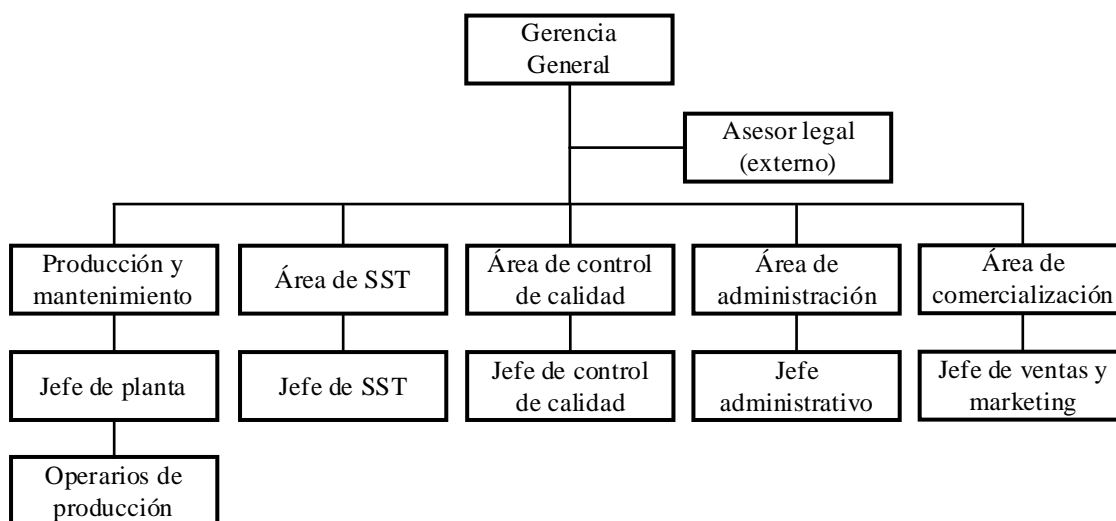 Gerencia
General
Asesor legal
(externo)
Producción y
mantenimiento
Área de SST
Área de control
de calidad
Área de
administración
Área de
comercialización
Jefe de planta
Jefe de SST
Jefe de control
de calidad
Jefe
administrativo
Jefe de ventas y
marketing
Operarios de
producción